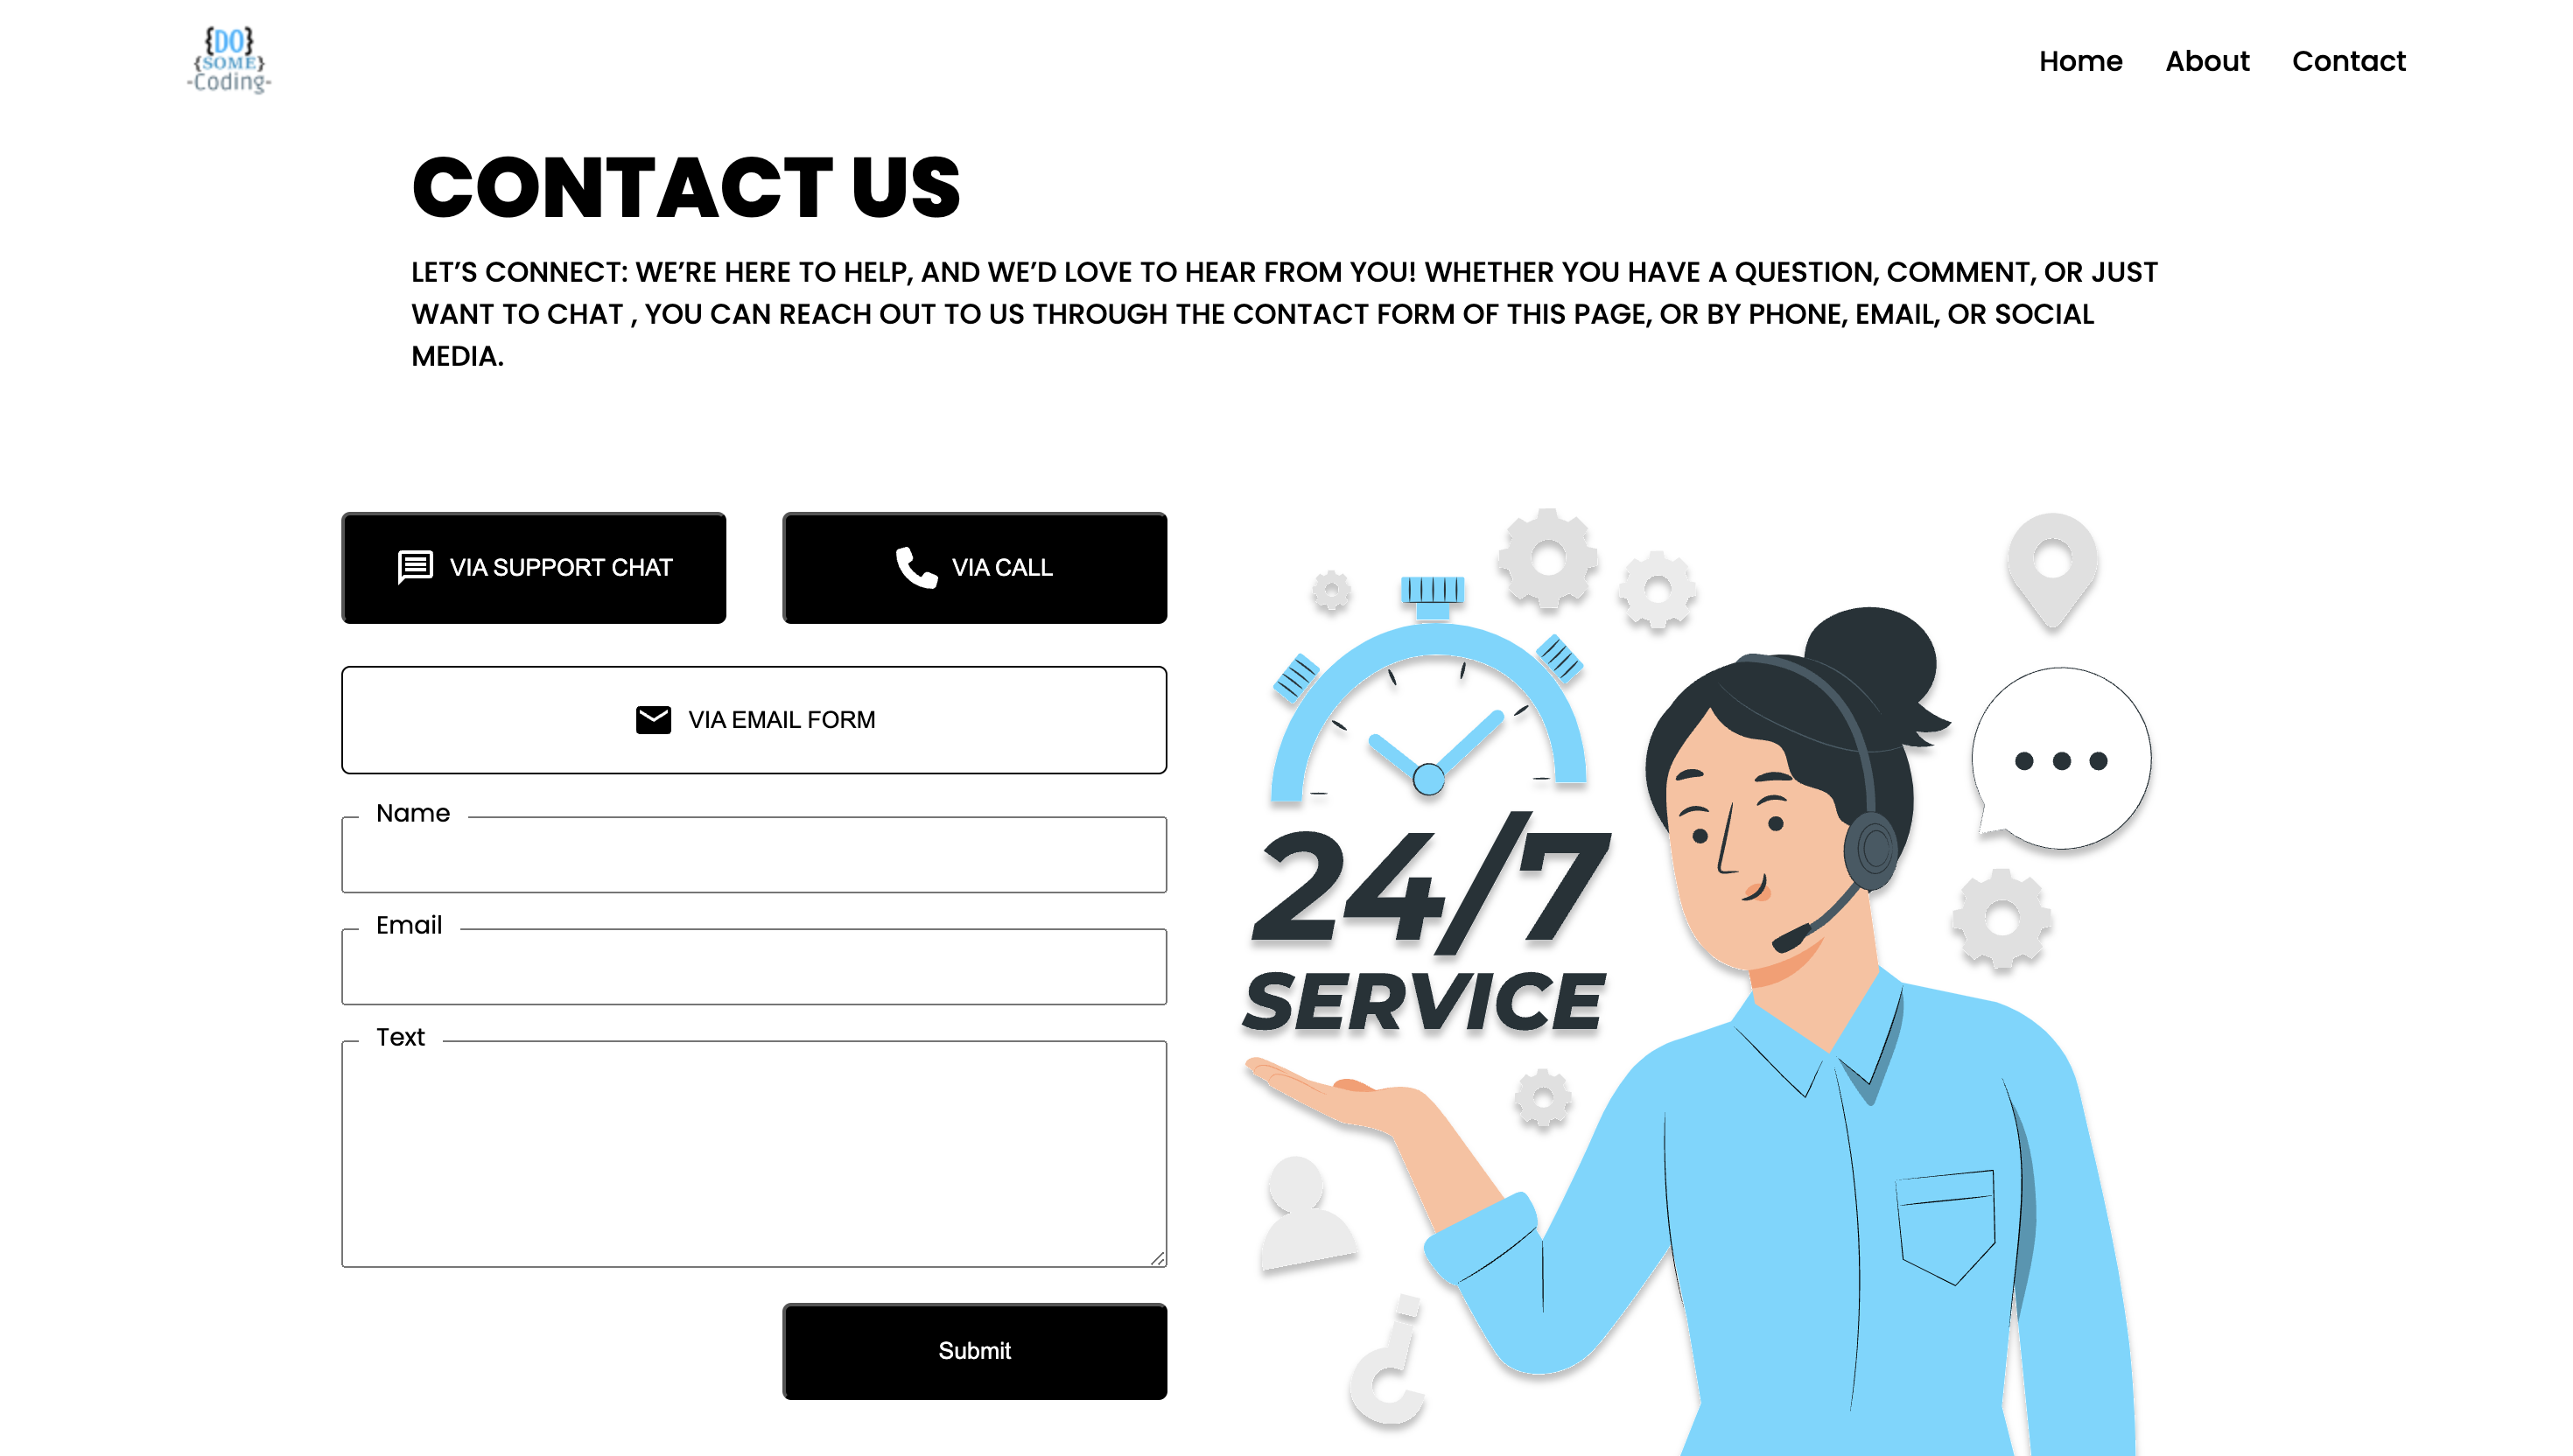 {DO}
{SOME}
-Coding-
Home About Contact
CONTACT US
LET’S CONNECT: WE’RE HERE TO HELP, AND WE’D LOVE TO HEAR FROM YOU! WHETHER YOU HAVE A QUESTION, COMMENT, OR JUST
WANT TO CHAT , YOU CAN REACH OUT TO US THROUGH THE CONTACT FORM OF THIS PAGE, OR BY PHONE, EMAIL, OR SOCIAL
MEDIA.
VIA SUPPORT CHAT
VIA CALL
VIA EMAIL FORM
Name
Email
Text
Submit
24/7
SERVICE